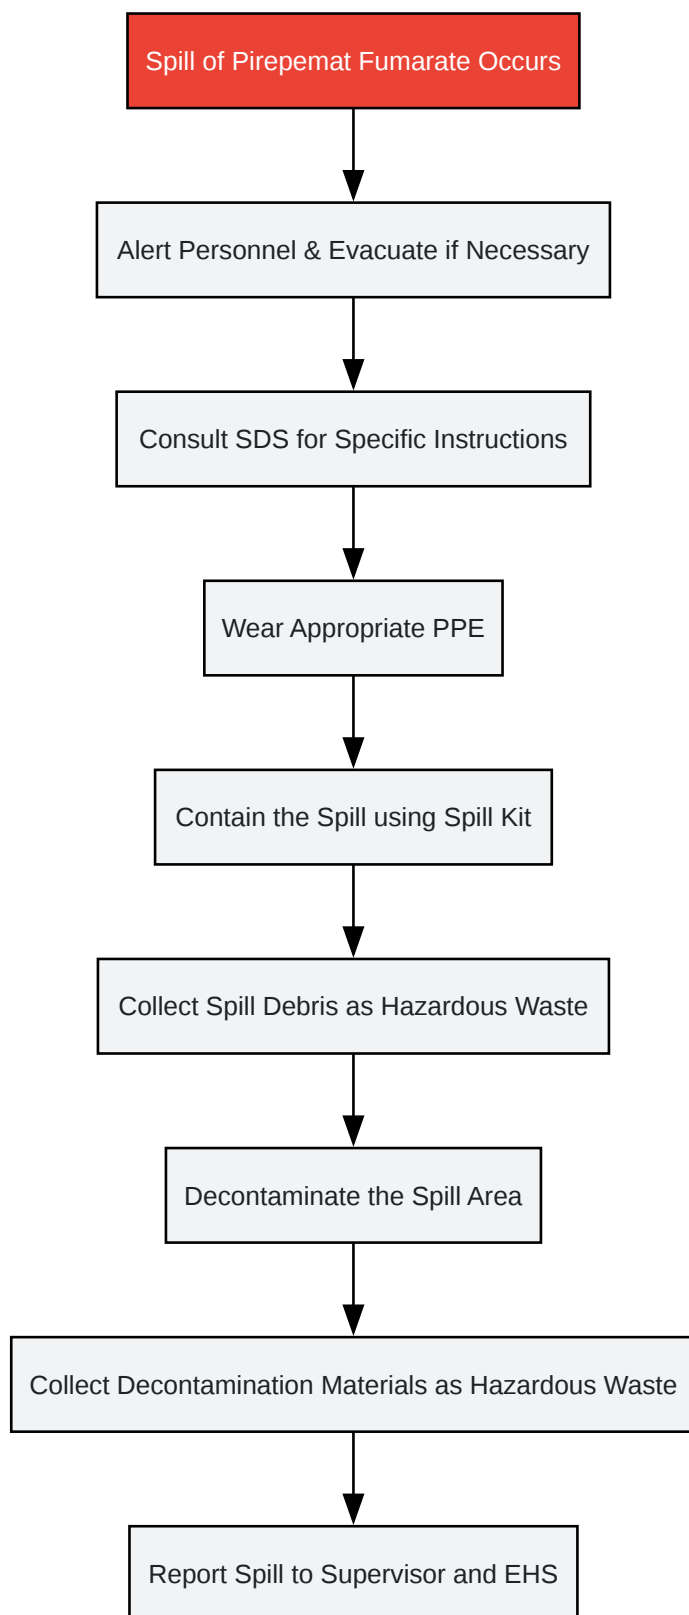 Spill of Pirepemat Fumarate Occurs
Alert Personnel & Evacuate if Necessary
Consult SDS for Specific Instructions
Wear Appropriate PPE
Contain the Spill using Spill Kit
Collect Spill Debris as Hazardous Waste
Decontaminate the Spill Area
Collect Decontamination Materials as Hazardous Waste
Report Spill to Supervisor and EHS